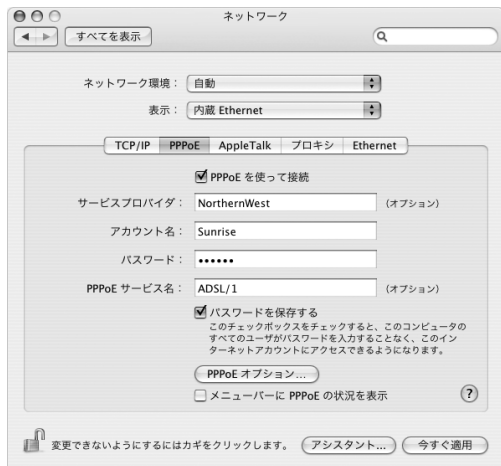 ネットワーク
すべてを表示
ネットワーク環境： 自動
表示： 内蔵 Ethernet
TCP/IP PPPoE AppleTalk プロキシ Ethernet
PPPoE を使って接続
サービスプロバイダ： NorthernWest （オプション）
アカウント名： Sunrise
パスワード： ••••••
PPPoE サービス名： ADSL/1 （オプション）
パスワードを保存する
このチェックボックスをチェックすると、このコンピュータの
すべてのユーザがパスワードを入力することなく、このイン
ターネットアカウントにアクセスできるようになります。
PPPoE オプション...
メニューバーに PPPoE の状況を表示
?
変更できないようにするにはカギをクリックします。 アシスタント... 今すぐ適用